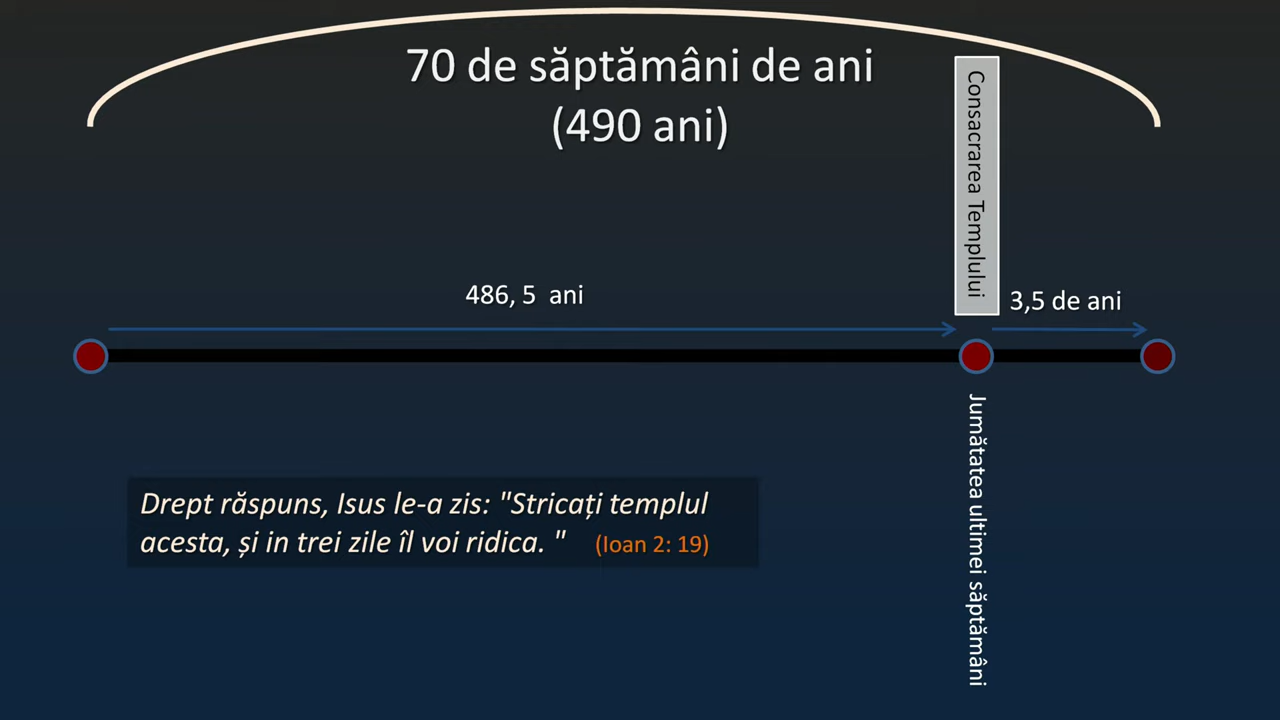 70 de săptămâni de ani
(490 ani)
Consacrarea Templului
486, 5 ani
3,5 de ani
Jumătatea ultimei săptămâni
Drept răspuns, Isus le-a zis: "Stricați templul
acesta, și in trei zile îl voi ridica. " (Ioan 2: 19)